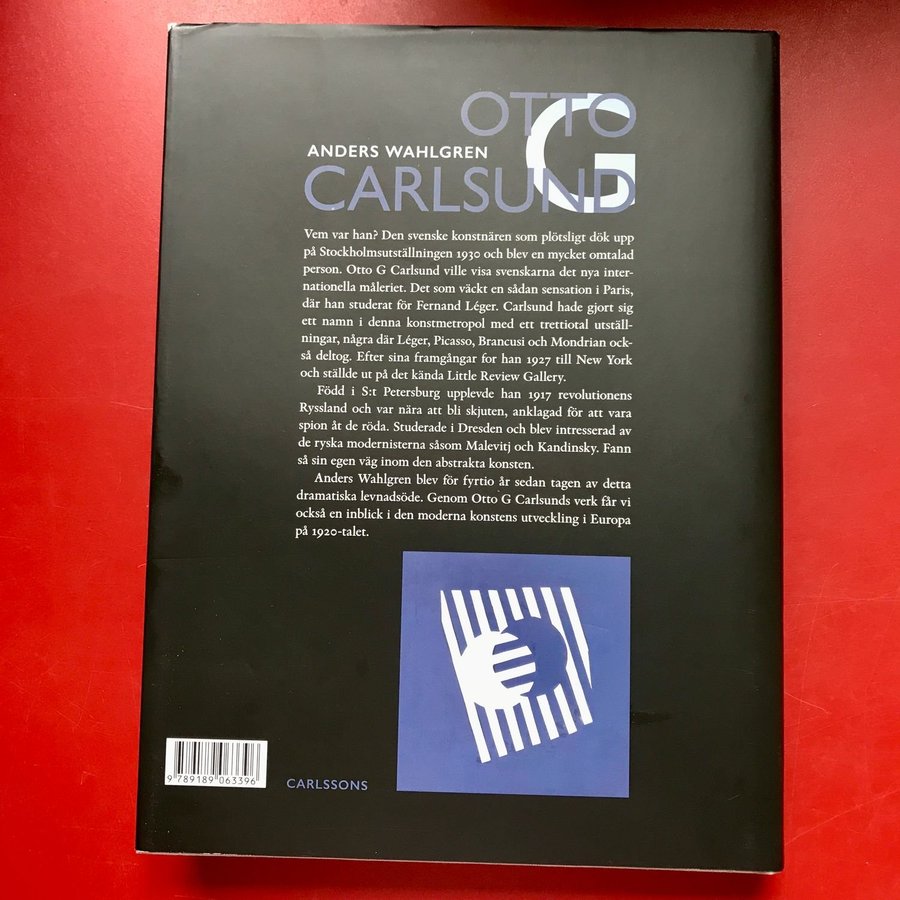 OTTO
G
ANDERS WAHLGREN
CARLSUND
Vem var han? Den svenske konstnären som plötsligt dök upp
på Stockholmsutställningen 1930 och blev en mycket omtalad
person. Otto G Carlsund ville visa svenskarna det nya inter-
nationella måleriet. Det som väckt en sådan sensation i Paris,
där han studerat för Fernand Léger. Carlsund hade gjort sig
ett namn i denna konstmetropol med ett trettiotal utställ-
ningar, några där Léger, Picasso, Brancusi och Mondrian ock-
så deltog. Efter sina framgångar for han 1927 till New York
och ställde ut på det kända Little Review Gallery.
Född i S:t Petersburg upplevde han 1917 revolutionens
Ryssland och var nära att bli skjuten, anklagad för att vara
spion åt de röda. Studerade i Dresden och blev intresserad av
de ryska modernisterna såsom Malevitj och Kandinsky. Fann
så sin egen väg inom den abstrakta konsten.
Anders Wahlgren blev för fyrtio år sedan tagen av detta
dramatiska levnadsöde. Genom Otto G Carlsunds verk får vi
också en inblick i den moderna konstens utveckling i Europa
på 1920-talet.
9 789189 063396
CARLSSONS